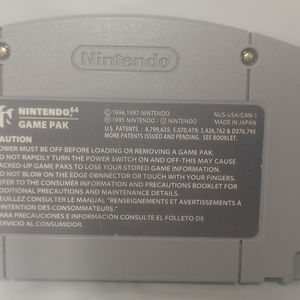 Nintendo
NINTENDO 64
GAME PAK
©1996,1997 NINTENDO
©1995 NINTENDO
NUS-USA/CAN-1
MADE IN JAPAN
U.S. PATENTS 4,799,635; 5,070,479; 5,426,762 & D376,795
MORE PATENTS ISSUED AND PENDING. SEE BOOKLET.
AUTION
OWER MUST BE OFF BEFORE LOADING OR REMOVING A GAME PAK.
O NOT RAPIDLY TURN THE POWER SWITCH ON AND OFF-THIS MAY CAUSE
ACKED-UP GAME PAKS TO LOSE YOUR STORED GAME INFORMATION.
O NOT BLOW ON THE EDGE CONNECTOR OR TOUCH WITH YOUR FINGERS.
EFER TO THE CONSUMER INFORMATION AND PRECAUTIONS BOOKLET FOR
DDITIONAL PRECAUTIONS AND MAINTENANCE DETAILS.
EUILLEZ CONSULTER LE MANUAL "RENSEIGNEMENTS ET AVERTISSEMENTS À
'INTENTION DES CONSOMMATEURS."
ARA PRECAUCIONES E INFORMACIÓN CONSULTE EL FOLLETO DE
ERVICIO AL CONSUMIDOR.